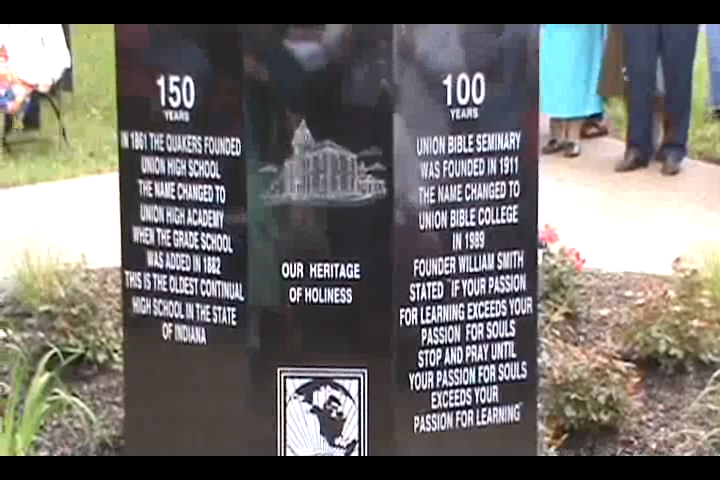 150
YEARS
IN 1861 THE QUAKERS FOUNDED
UNION HIGH SCHOOL
THE NAME CHANGED TO
UNION HIGH ACADEMY
WHEN THE GRADE SCHOOL
WAS ADDED IN 1882
THIS IS THE OLDEST CONTINUAL
HIGH SCHOOL IN THE STATE
OF INDIANA
OUR HERITAGE
OF HOLINESS
100
YEARS
UNION BIBLE SEMINARY
WAS FOUNDED IN 1911
THE NAME CHANGED TO
UNION BIBLE COLLEGE
IN 1989
FOUNDER WILLIAM SMITH
STATED "IF YOUR PASSION
FOR LEARNING EXCEEDS YOUR
PASSION FOR SOULS
STOP AND PRAY UNTIL
YOUR PASSION FOR SOULS
EXCEEDS YOUR
PASSION FOR LEARNING"